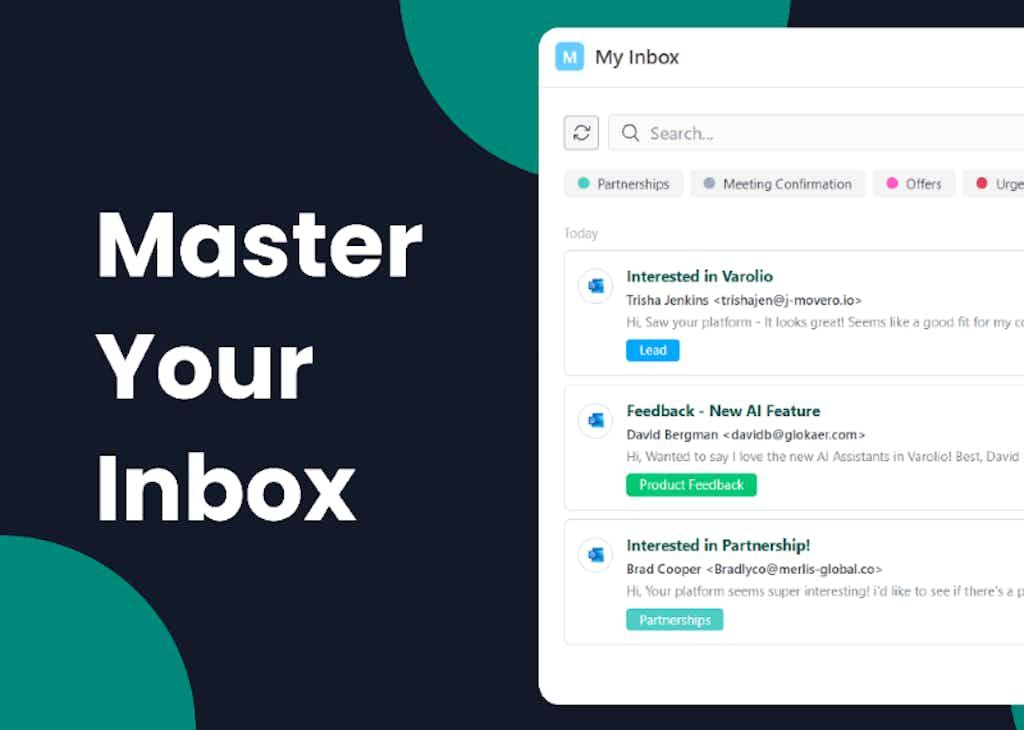 Master
Your
Inbox
M My Inbox
Search...
Partnerships Meeting Confirmation Offers Urge
Today
Interested in Varolio
Trisha Jenkins <trishajen@j-movero.io>
Hi, Saw your platform - It looks great! Seems like a good fit for my co
Lead
Feedback - New AI Feature
David Bergman <davidb@glokaer.com>
Hi, Wanted to say I love the new AI Assistants in Varolio! Best, David
Product Feedback
Interested in Partnership!
Brad Cooper <Bradlyco@merlis-global.co>
Hi, Your platform seems super interesting! i'd like to see if there's a p
Partnerships